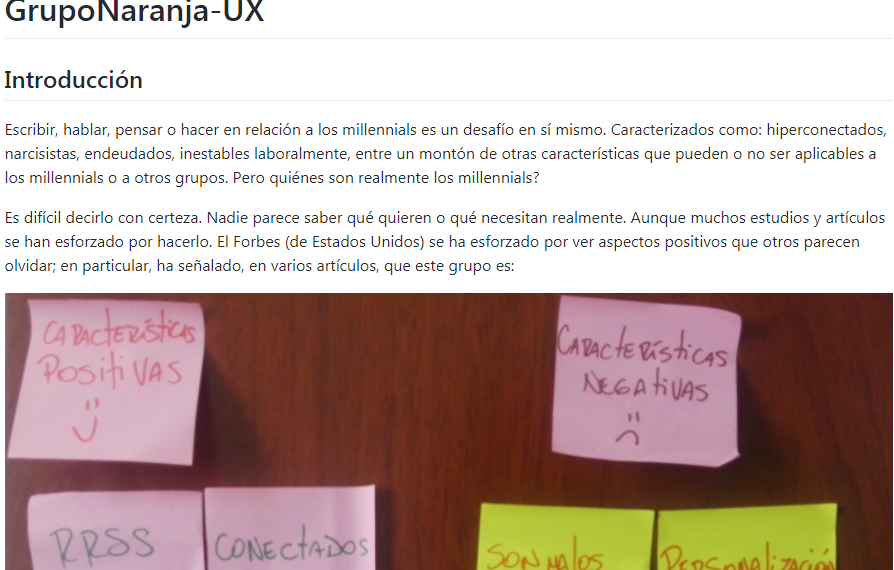 GrupoNaranja-UX
Introducción
Escribir, hablar, pensar o hacer en relación a los millennials es un desafío en sí mismo. Caracterizados como: hiperconectados,
narcisistas, endeudados, inestables laboralmente, entre un montón de otras características que pueden o no ser aplicables a
los millennials o a otros grupos. Pero quiénes son realmente los millennials?
Es difícil decirlo con certeza. Nadie parece saber qué quieren o qué necesitan realmente. Aunque muchos estudios y artículos
se han esforzado por hacerlo. El Forbes (de Estados Unidos) se ha esforzado por ver aspectos positivos que otros parecen
olvidar; en particular, ha señalado, en varios artículos, que este grupo es:
CARACTERÍSTICAS
POSITIVAS
CARACTERÍSTICAS
NEGATIVAS
RRSS
CONECTADOS
SON MALOS
PERSONALIZACIÓN